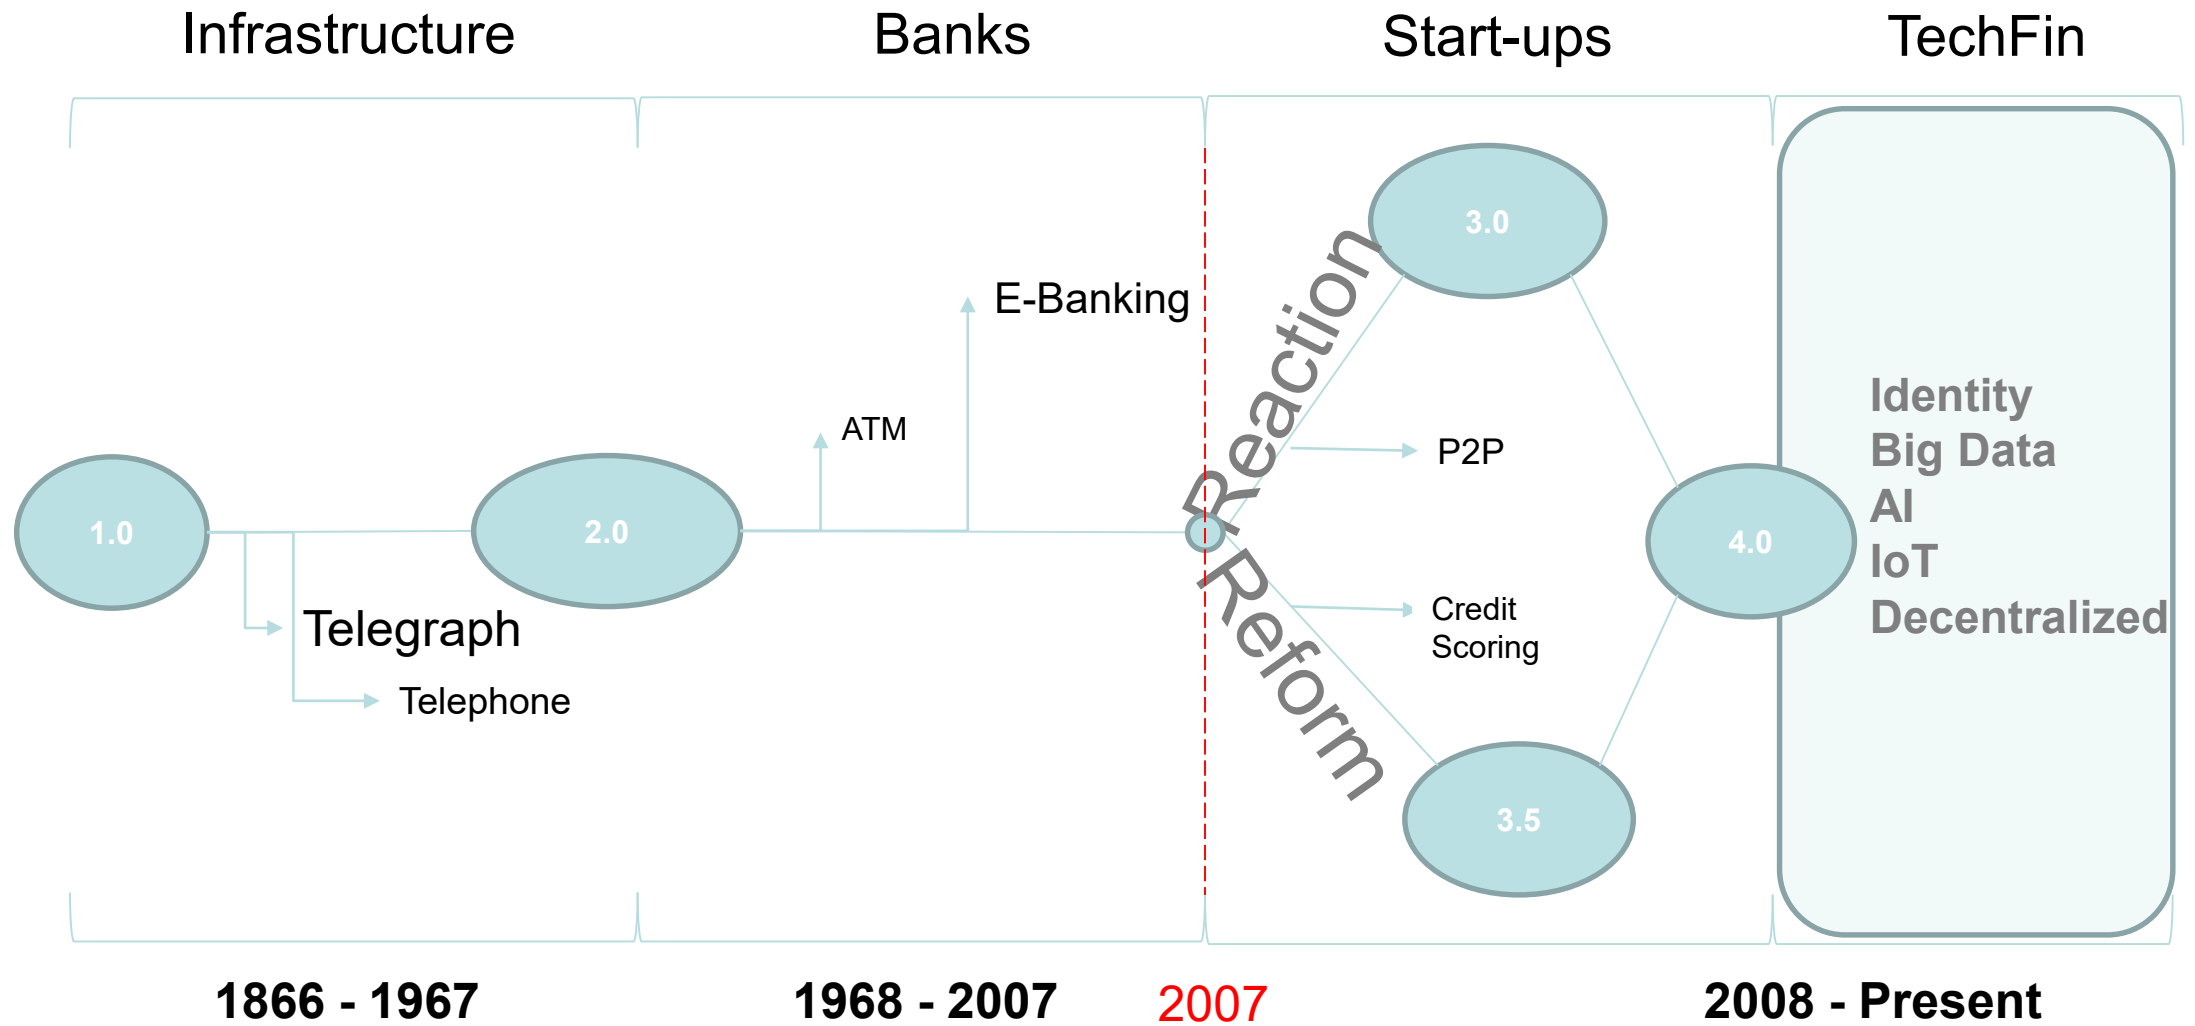 Infrastructure
Banks
Start-ups
TechFin
1.0
Telegraph
Telephone
2.0
ATM
E-Banking
Reaction
Reform
3.0
P2P
Credit
Scoring
3.5
4.0
Identity
Big Data
AI
IoT
Decentralized
1866 - 1967
1968 - 2007
2007
2008 - Present